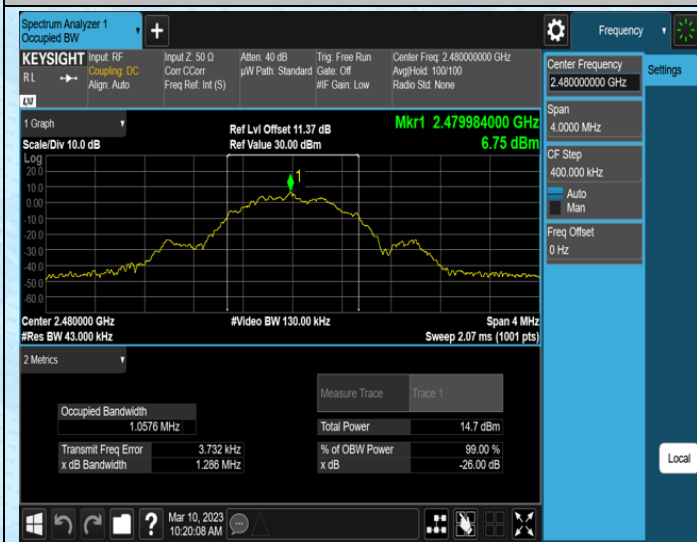 Spectrum Analyzer 1
Occupied BW
+
Frequency
KEYSIGHT
RL
LXI
Input: RF
Coupling: DC
Align: Auto
Input Z: 50 Ω
Corr CCorr
Freq Ref: Int (S)
Atten: 40 dB
µW Path: Standard
Trig: Free Run
Gate: Off
#IF Gain: Low
Center Freq: 2.480000000 GHz
Avg|Hold: 100/100
Radio Std: None
Center Frequency
2.480000000 GHz
Settings
Span
4.0000 MHz
CF Step
400.000 kHz
Auto
Man
Freq Offset
0 Hz
1 Graph
Scale/Div 10.0 dB
Ref Lvl Offset 11.37 dB
Ref Value 30.00 dBm
Mkr1 2.479984000 GHz
6.75 dBm
Log
20.0
10.0
0.00
-10.0
-20.0
-30.0
-40.0
-50.0
-60.0
1
Center 2.480000 GHz
#Video BW 130.00 kHz
Span 4 MHz
#Res BW 43.000 kHz
Sweep 2.07 ms (1001 pts)
2 Metrics
Measure Trace
Trace 1
Occupied Bandwidth
1.0576 MHz
Total Power
14.7 dBm
Transmit Freq Error
3.732 kHz
% of OBW Power
99.00 %
x dB Bandwidth
1.286 MHz
x dB
-26.00 dB
Local
?
Mar 10, 2023
10:20:08 AM